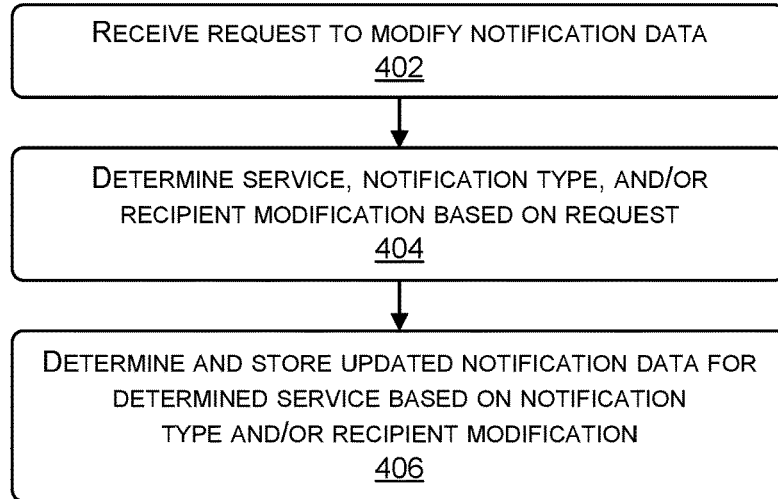 RECEIVE REQUEST TO MODIFY NOTIFICATION DATA
402
DETERMINE SERVICE, NOTIFICATION TYPE, AND/OR
RECIPIENT MODIFICATION BASED ON REQUEST
404
DETERMINE AND STORE UPDATED NOTIFICATION DATA FOR
DETERMINED SERVICE BASED ON NOTIFICATION
TYPE AND/OR RECIPIENT MODIFICATION
406